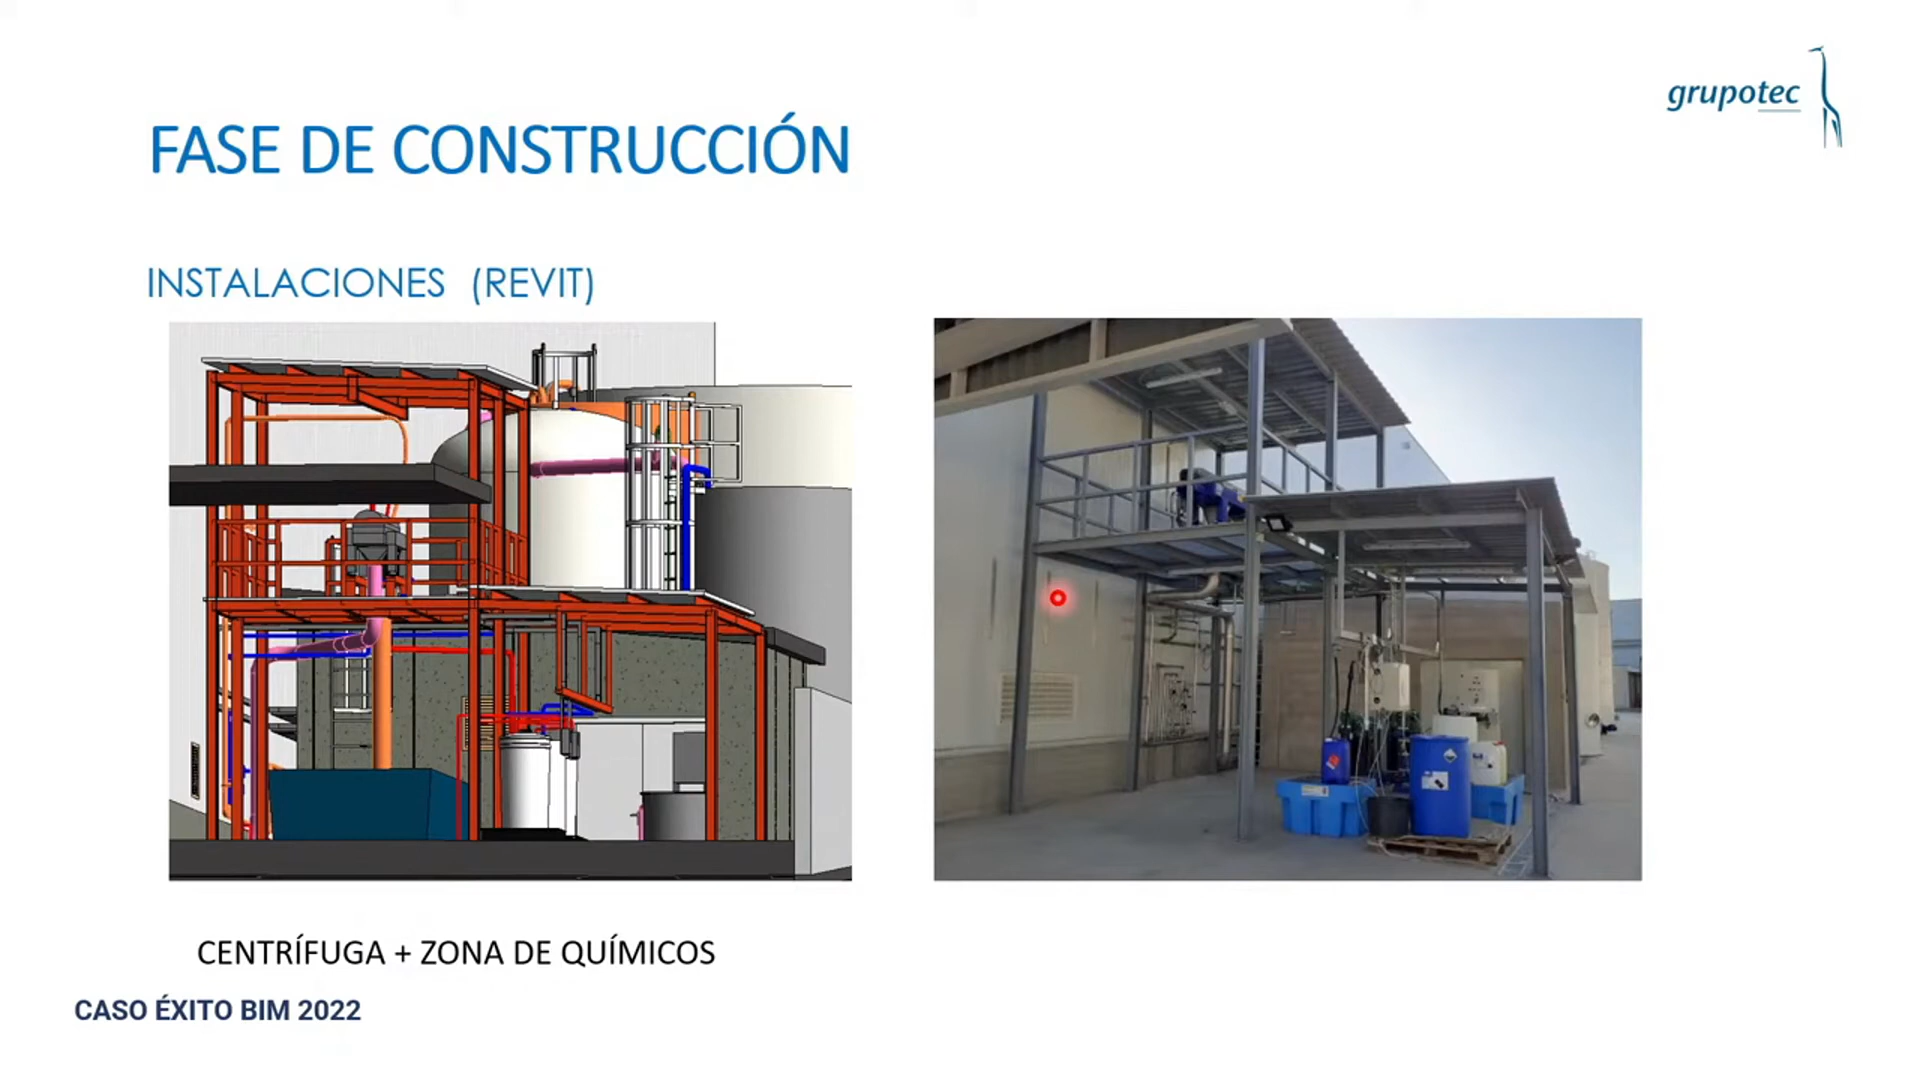 grupotec
FASE DE CONSTRUCCIÓN
INSTALACIONES (REVIT)
CENTRÍFUGA + ZONA DE QUÍMICOS
CASO ÉXITO BIM 2022